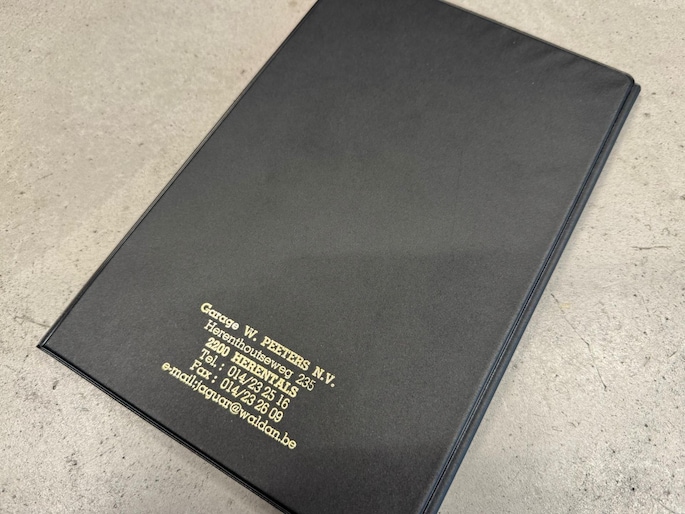 Garage W. PEETERS N.V.
Herenthoutseweg 235
2200 HERENTALS
Tel.: 014/23 25 16
Fax : 014/23 26 09
e-mail:jaguar@waldan.be